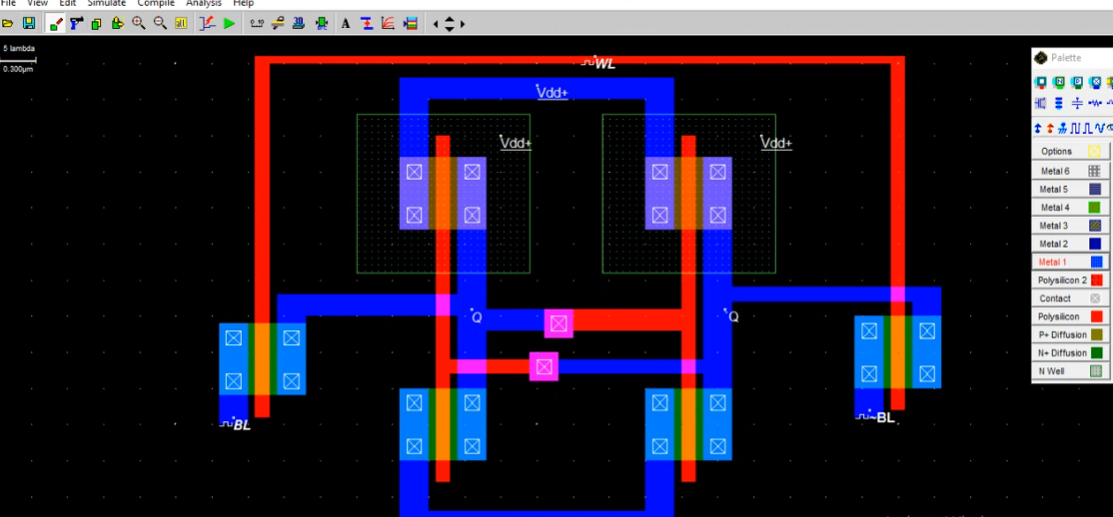 File View Edit Simulate Compile Analysis Help
5 lambda
0.300µm
WL
Vdd+
Vdd+
Vdd+
Q
Q
BL
~BL
Palette
Options
Metal 6
Metal 5
Metal 4
Metal 3
Metal 2
Metal 1
Polysilicon 2
Contact
Polysilicon
P+ Diffusion
N+ Diffusion
N Well